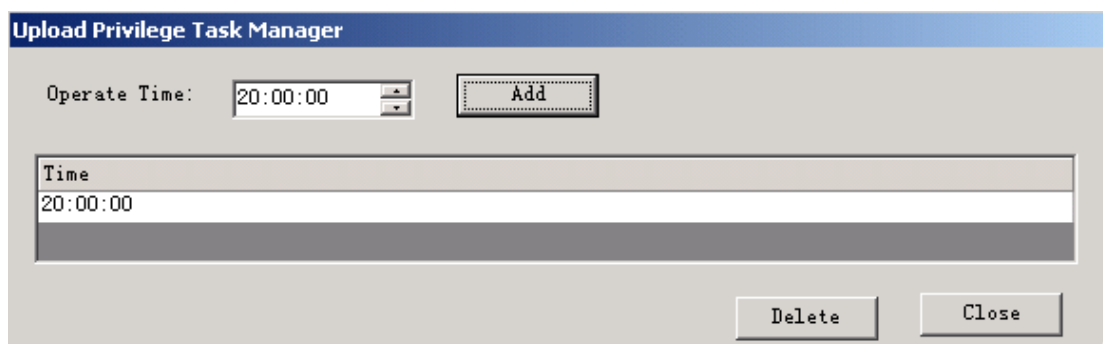 Upload Privilege Task Manager
Operate Time: 20:00:00 Add
Time
20:00:00
Delete Close